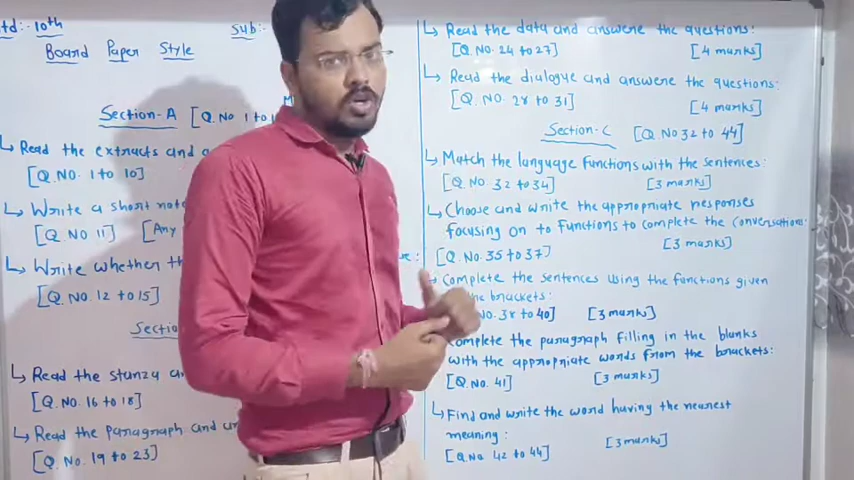 td:- 10th
Sub:
Board Paper Style
Section-A [Q.No 1 to
Read the extracts and a
[Q.No. 1 to 10]
Write a short not
[Q.No 11] [Any
Write whether th
[Q.No. 12 to 15]
Section
Read the stanza a
[Q.No. 16 to 18]
Read the paragraph and an
[Q.No. 19 to 23]
Read the data and answere the questions:
[Q.No. 24 to 27] [4 marks]
Read the dialogue and answere the questions:
[Q.No 28 to 31] [4 marks]
Section-C [Q.No 32 to 44]
Match the language functions with the sentences:
[Q.No. 32 to 34] [3 marks]
Choose and write the appropriate responses
focusing on to functions to complete the conversations:
[Q.No. 35 to 37] [3 marks]
Complete the sentences using the functions given
the brackets:
.No. 38 to 40] [3 marks]
Complete the paragraph filling in the blunks
with the appropriate words from the brackets:
[Q.No. 41] [3 marks]
Find and write the word having the nearest
meaning:
[Q.No. 42 to 44] [3 marks]